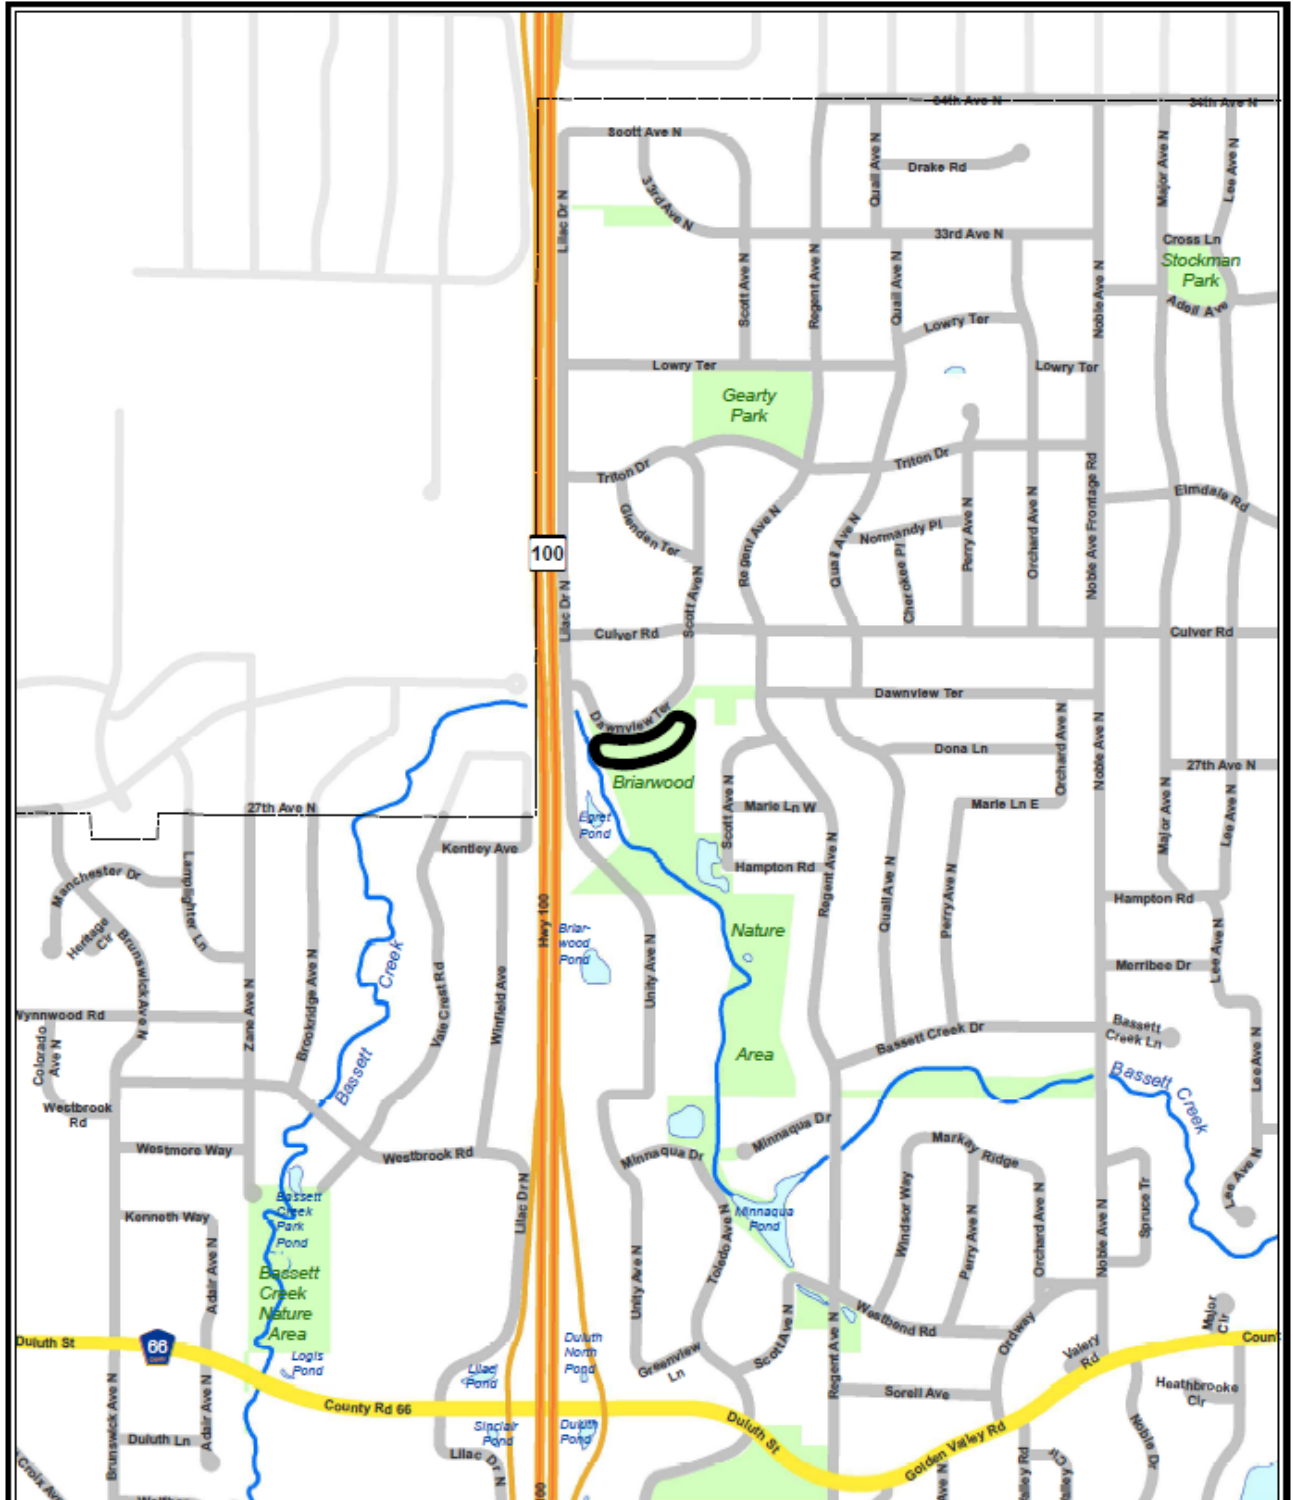 34th Ave N
34th Ave N
Scott Ave N
Quail Ave N
Drake Rd
Major Ave N
Lee Ave N
33rd Ave N
Lilac Dr N
33rd Ave N
Cross Ln
Stockman
Park
Scott Ave N
Regent Ave N
Quail Ave N
Noble Ave N
Adell Ave
Lowry Ter
Lowry Ter
Lowry Ter
Gearty
Park
Triton Dr
Triton Dr
Glenden Ter
Regent Ave N
Quail Ave N
Normandy Pl
Cherokee Pl
Perry Ave N
Orchard Ave N
Noble Ave Frontage Rd
Elmdale Rd
100
Lilac Dr N
Culver Rd
Scott Ave N
Culver Rd
Dawnview Ter
Dawnview Ter
Orchard Ave N
Noble Ave N
Dona Ln
27th Ave N
Briarwood
Scott Ave N
Marie Ln W
Marie Ln E
Major Ave N
Lee Ave N
27th Ave N
Egret
Pond
Kentley Ave
Hampton Rd
Regent Ave N
Quail Ave N
Perry Ave N
Manchester Dr
Lamplighter Ln
Heritage
Cir
Brunswick Ave N
Hampton Rd
Hwy 100
Briar-
wood
Pond
Nature
Lee Ave N
Creek
Unity Ave N
Merribee Dr
Brookridge Ave N
Vale Crest Rd
Winfield Ave
Zane Ave N
Wynnwood Rd
Colorado
Ave N
Bassett Creek Dr
Bassett
Creek Ln
Area
Lee Ave N
Bassett
Bassett Creek
Westbrook
Rd
Westmore Way
Westbrook Rd
Minnaqua Dr
Minnaqua Dr
Markay Ridge
Lee Ave N
Lilac Dr N
Bassett
Creek
Park
Pond
Minnaqua
Pond
Windsor Way
Perry Ave N
Orchard Ave N
Noble Ave N
Spruce Tr
Kenneth Way
Adair Ave N
Toledo Ave N
Unity Ave N
Bassett
Creek
Nature
Area
Westbend Rd
Ordway
Major
Cir
Duluth St
66
Logis
Pond
Duluth
North
Pond
Scott Ave N
Regent Ave N
Valery
Rd
Lilac
Pond
Greenview
Ln
Sorell Ave
Heathbrooke
Cir
Brunswick Ave N
Adair Ave N
County Rd 66
Sinclair
Pond
Duluth
Pond
Duluth St
Golden Valley Rd
Noble Dr
Duluth Ln
Lilac Dr N